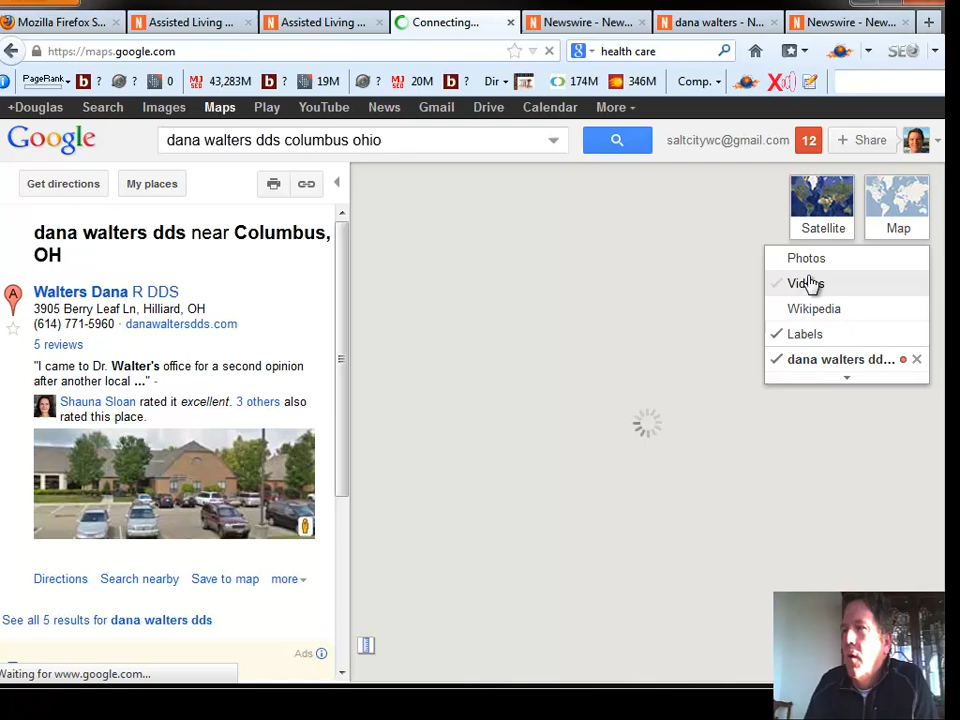 Mozilla Firefox S...
Assisted Living ...
Assisted Living ...
Connecting...
Newswire - New...
dana walters - N...
Newswire - New...
https://maps.google.com
health care
SE
PageRank
b ?
? 0
MJ 43,283M
b ?
19M
?
MJ 20M
b ?
Dir
174M
346M
Comp.
+Douglas Search Images Maps Play YouTube News Gmail Drive Calendar More
Google
dana walters dds columbus ohio
saltcitywc@gmail.com
12
+ Share
Get directions
My places
Satellite
Map
dana walters dds near Columbus,
OH
Photos
Wikipedia
Labels
dana walters dd...
A
Walters Dana R DDS
3905 Berry Leaf Ln, Hilliard, OH
(614) 771-5960 · danawaltersdds.com
5 reviews
"I came to Dr. Walter's office for a second opinion
after another local ..." -
Shauna Sloan rated it excellent. 3 others also
rated this place.
Directions Search nearby Save to map more
See all 5 results for dana walters dds
Ads
Waiting for www.google.com...